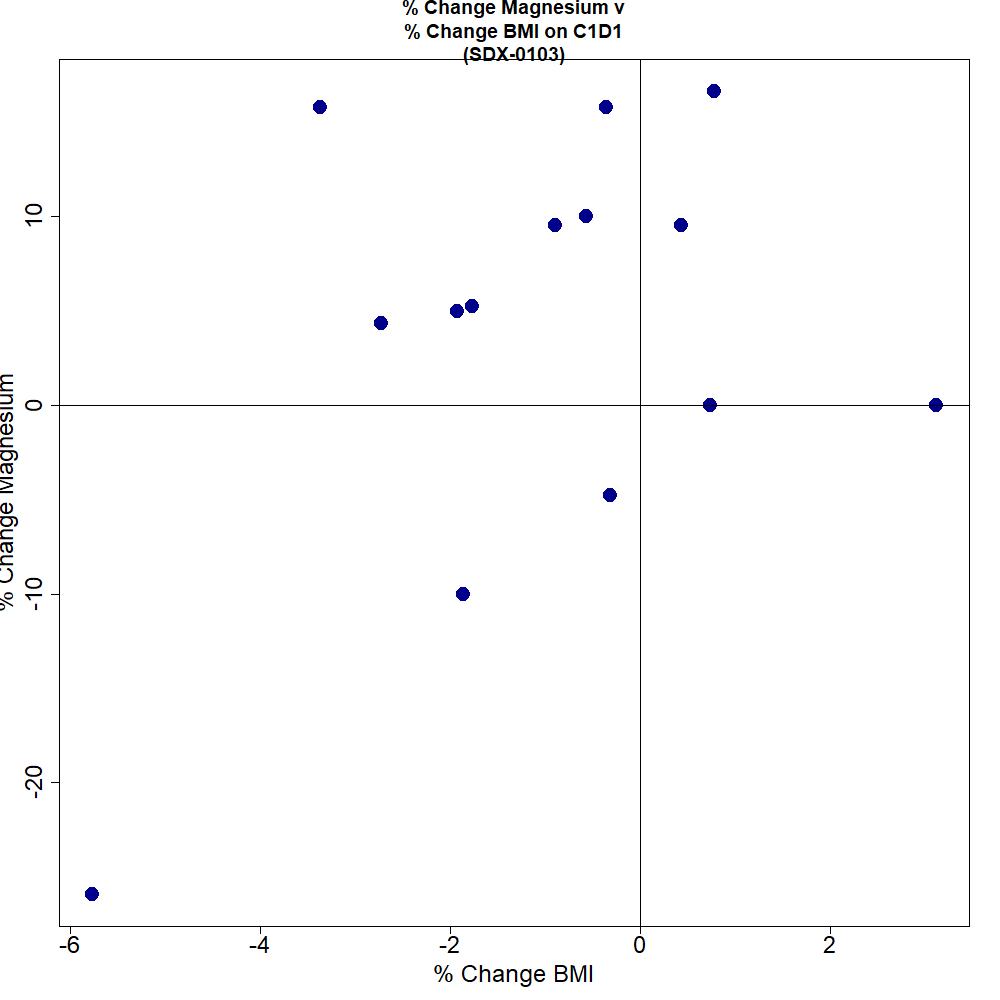 % Change Magnesium v
% Change BMI on C1D1
(SDX-0103)
% Change Magnesium
10
0
-10
-20
-6
-4
-2
0
2
% Change BMI